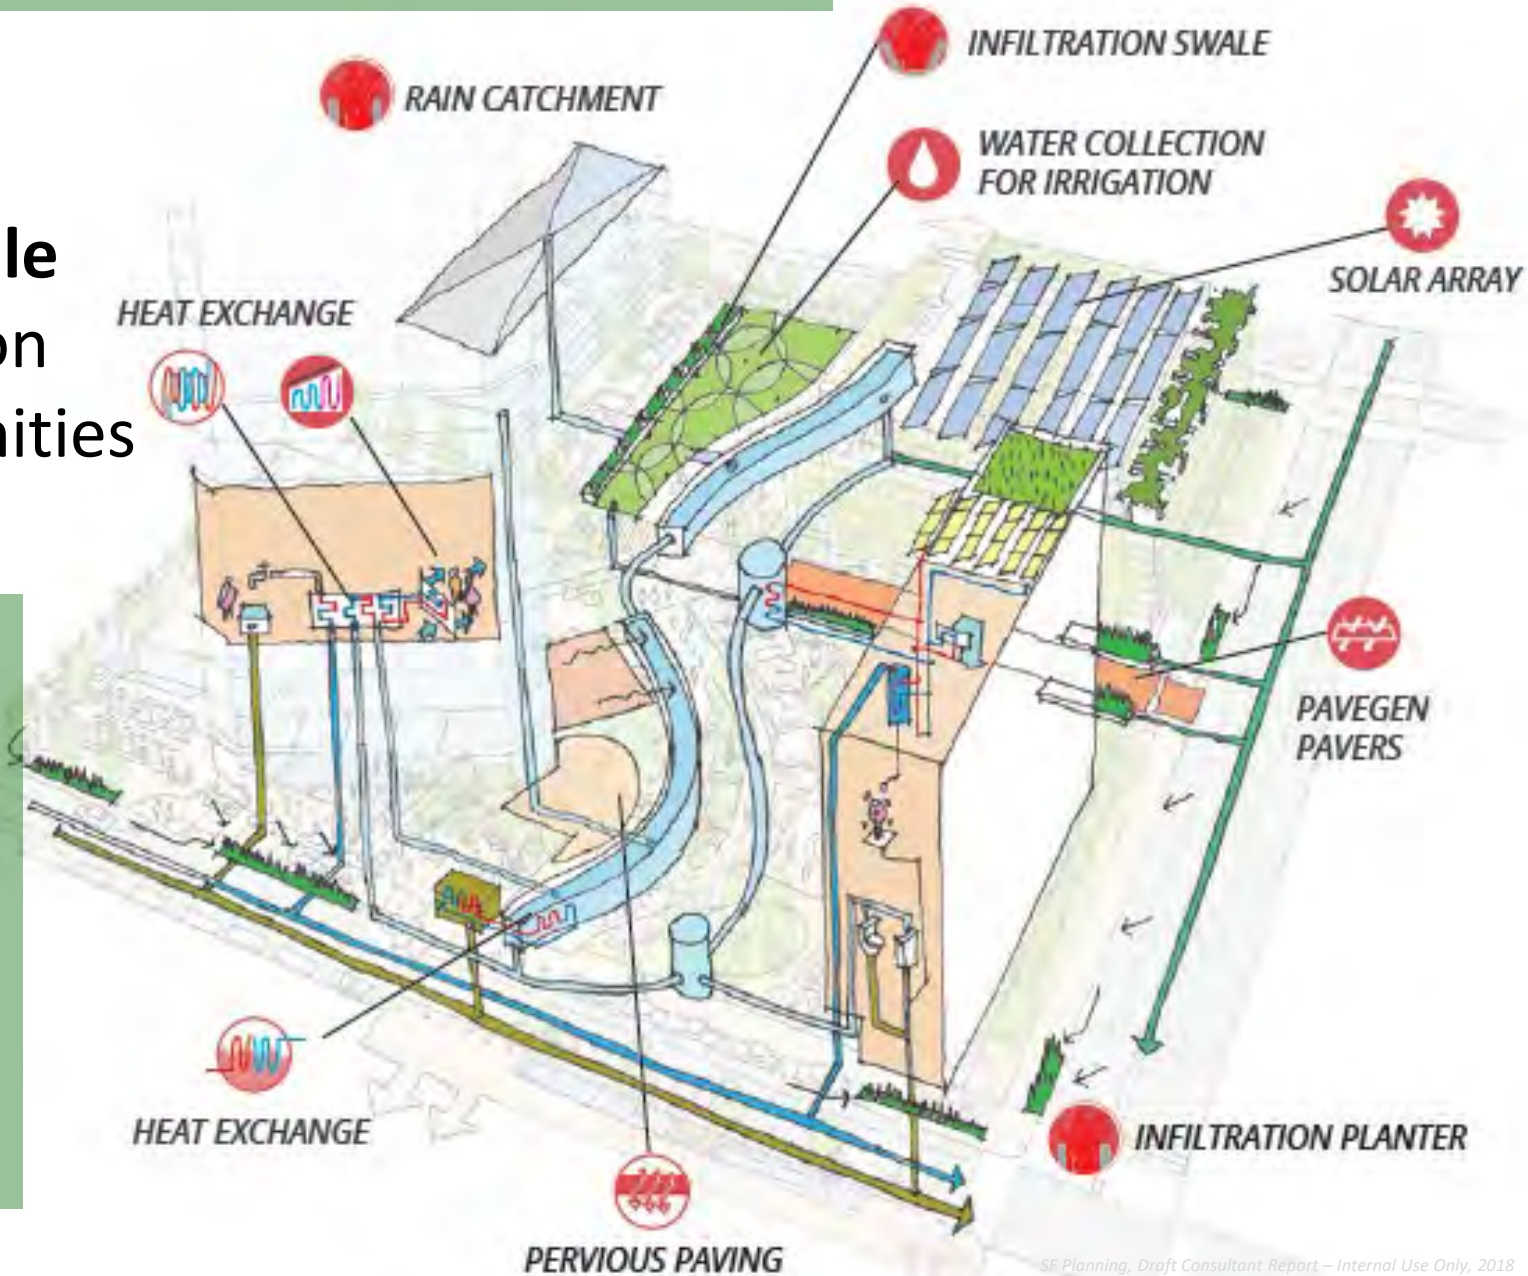 INFILTRATION SWALE
RAIN CATCHMENT
WATER COLLECTION
FOR IRRIGATION
le
on
nities
SOLAR ARRAY
HEAT EXCHANGE
PAVEGEN
PAVERS
HEAT EXCHANGE
INFILTRATION PLANTER
PERVIOUS PAVING
SF Planning, Draft Consultant Report – Internal Use Only, 2018